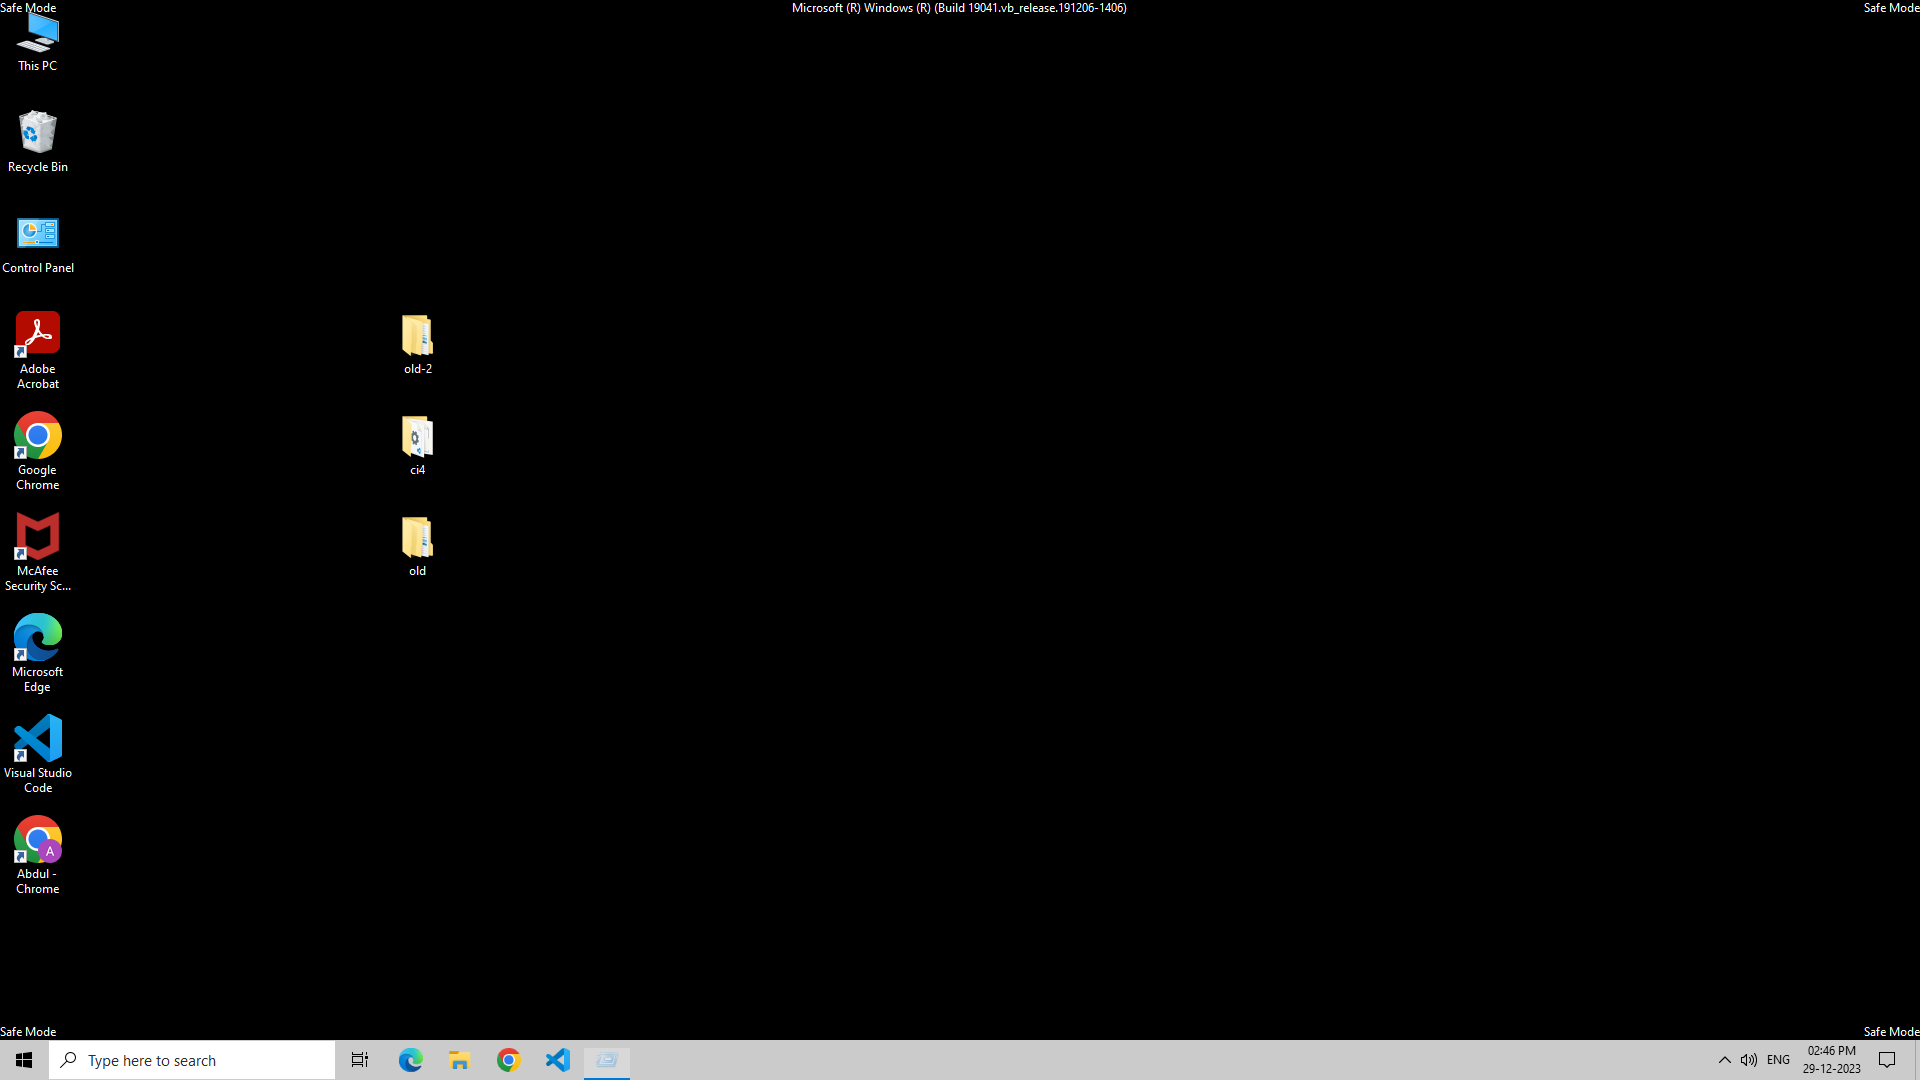 Safe Mode
Microsoft (R) Windows (R) (Build 19041.vb_release.191206-1406)
Safe Mode
This PC
Recycle Bin
Control Panel
Adobe
Acrobat
Google
Chrome
McAfee
Security Sc...
Microsoft
Edge
Visual Studio
Code
A
Abdul -
Chrome
old-2
ci4
old
Safe Mode
Safe Mode
Type here to search
ENG
02:46 PM
29-12-2023